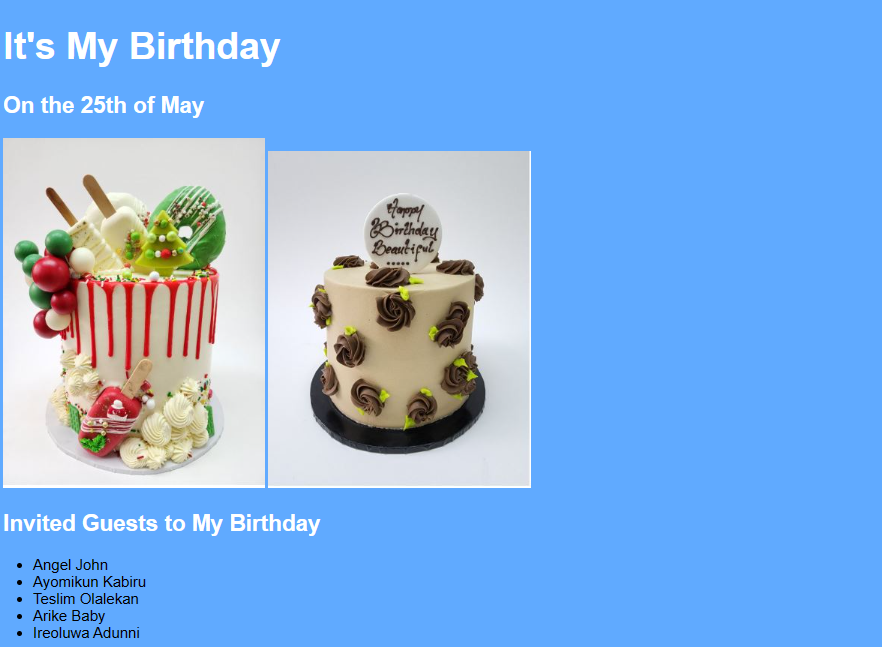 It's My Birthday
On the 25th of May
Happy
Birthday
Beautiful
Invited Guests to My Birthday
Angel John
Ayomikun Kabiru
Teslim Olalekan
Arike Baby
Ireoluwa Adunni